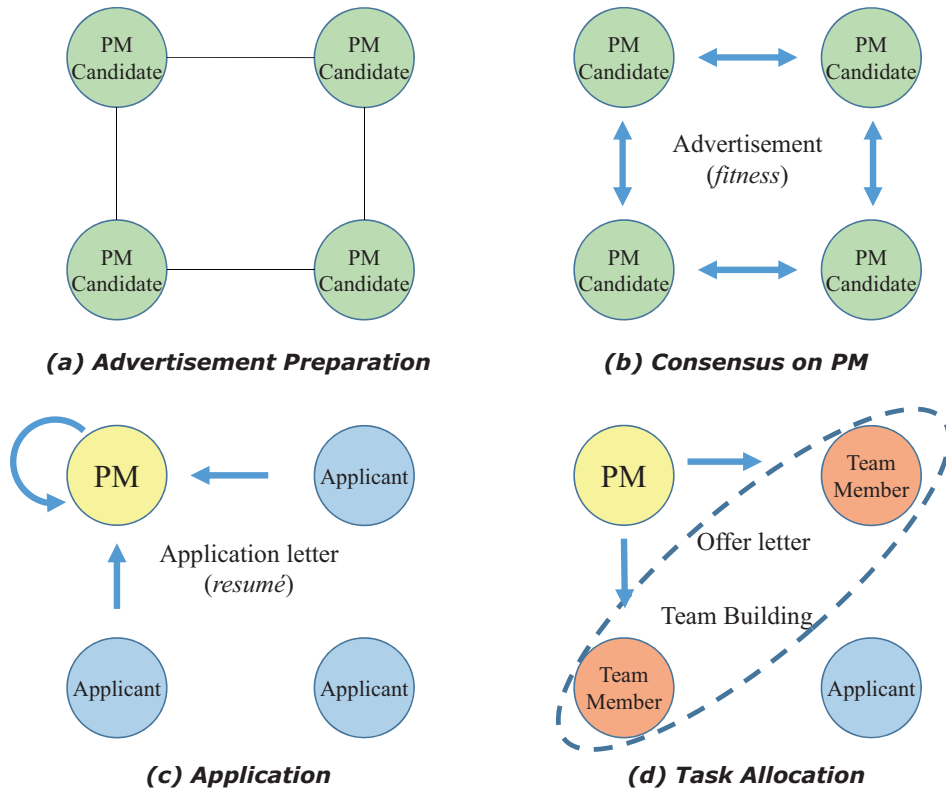 PM
Candidate
PM
Candidate
PM
Candidate
PM
Candidate
(a) Advertisement Preparation
PM
Candidate
PM
Candidate
Advertisement
(fitness)
PM
Candidate
PM
Candidate
(b) Consensus on PM
PM
Applicant
Application letter
(resumé)
Applicant
Applicant
(c) Application
PM
Team
Member
Offer letter
Team Building
Team
Member
Applicant
(d) Task Allocation